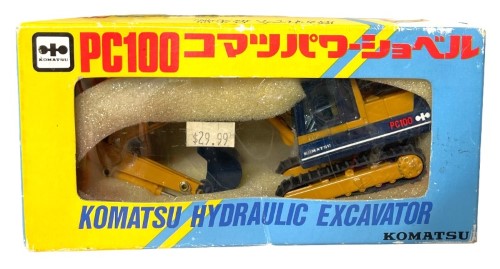 KOMATSU
PC100コマツパワーショベル
$29.99
PC100
KOMATSU
KOMATSU HYDRAULIC EXCAVATOR
KOMATSU